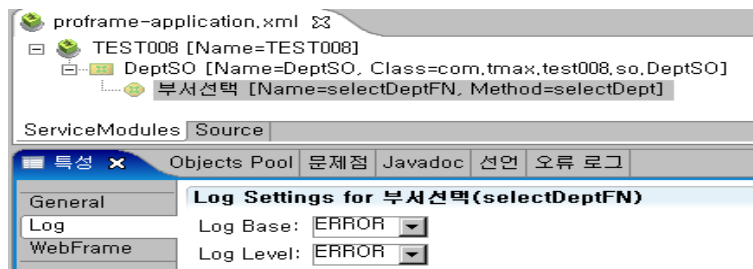 proframe-application.xml
TEST008 [Name=TEST008]
DeptSO [Name=DeptSO, Class=com.tmax.test008.so.DeptSO]
부서선택 [Name=selectDeptFN, Method=selectDept]
ServiceModules Source
특성 Objects Pool 문제점 Javadoc 선언 오류 로그
General
Log Settings for 부서선택(selectDeptFN)
Log
Log Base: ERROR
WebFrame
Log Level: ERROR